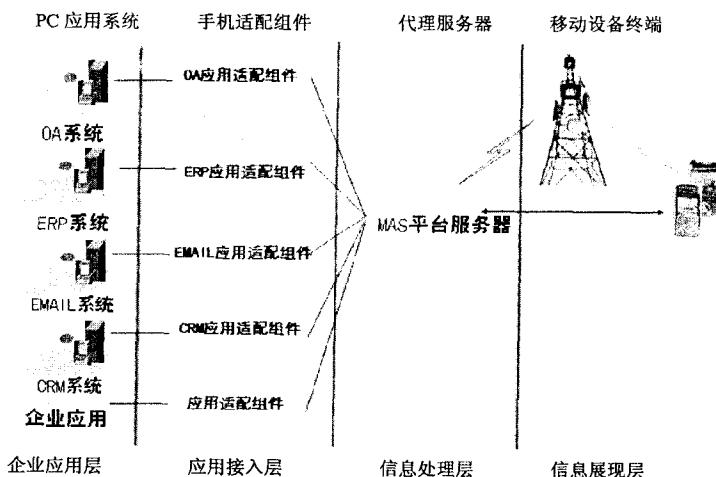 PC 应用系统
手机适配组件
代理服务器
移动设备终端
OA应用适配组件
OA系统
ERP应用适配组件
ERP系统
MAS平台服务器
EMAIL应用适配组件
EMAIL系统
CRM应用适配组件
CRM系统
企业应用
应用适配组件
企业应用层
应用接入层
信息处理层
信息展现层